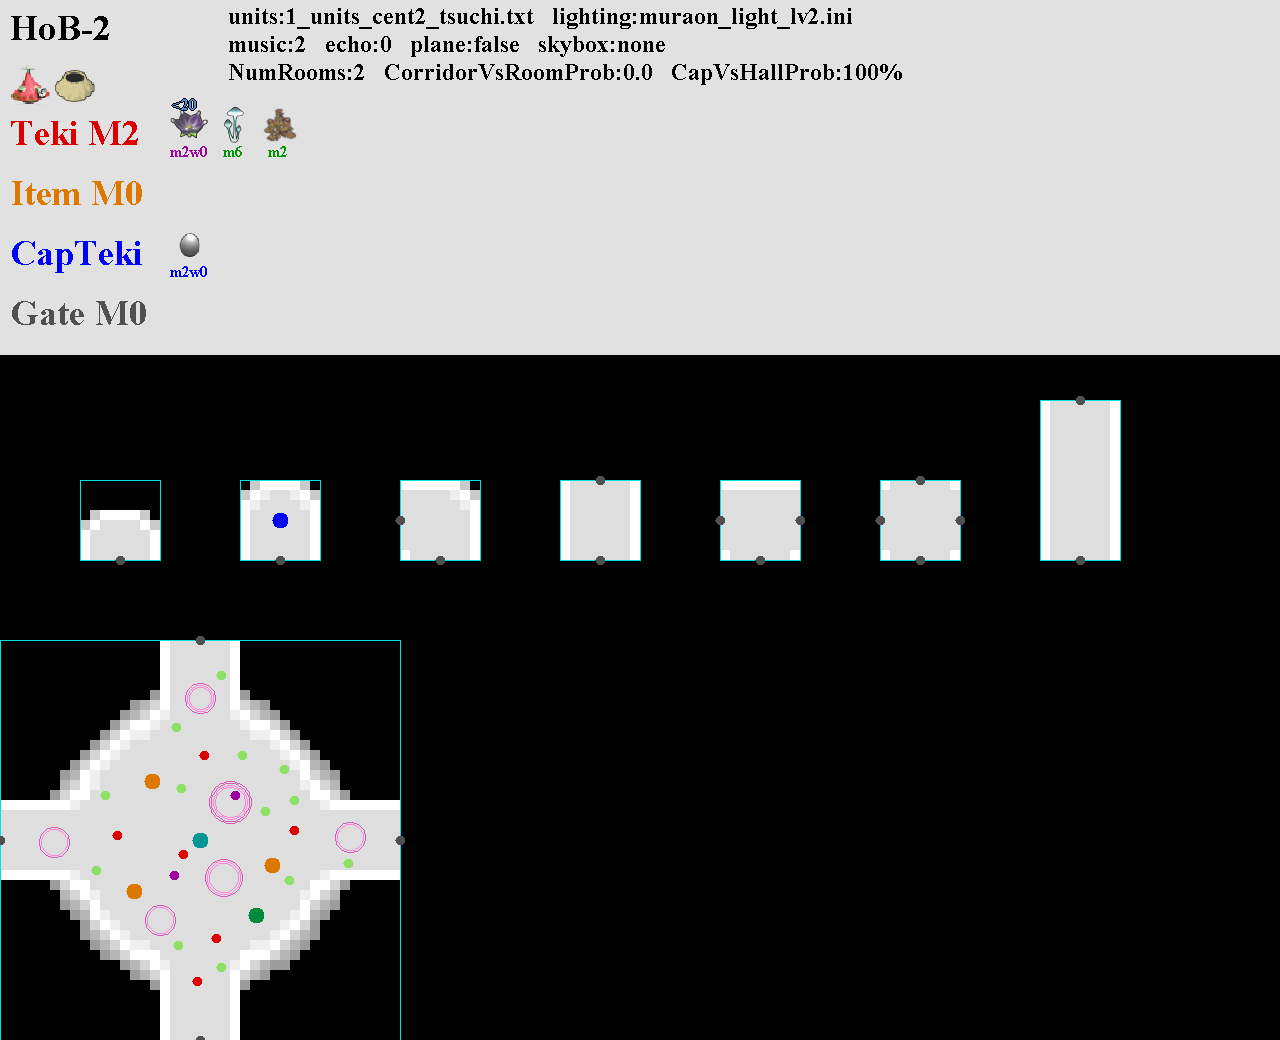 HoB-2
units:1_units_cent2_tsuchi.txt lighting:muraon_light_lv2.ini
music:2 echo:0 plane:false skybox:none
NumRooms:2 CorridorVsRoomProb:0.0 CapVsHallProb:100%
Teki M2
<20
m2w0 m6 m2
Item M0
CapTeki
m2w0
Gate M0